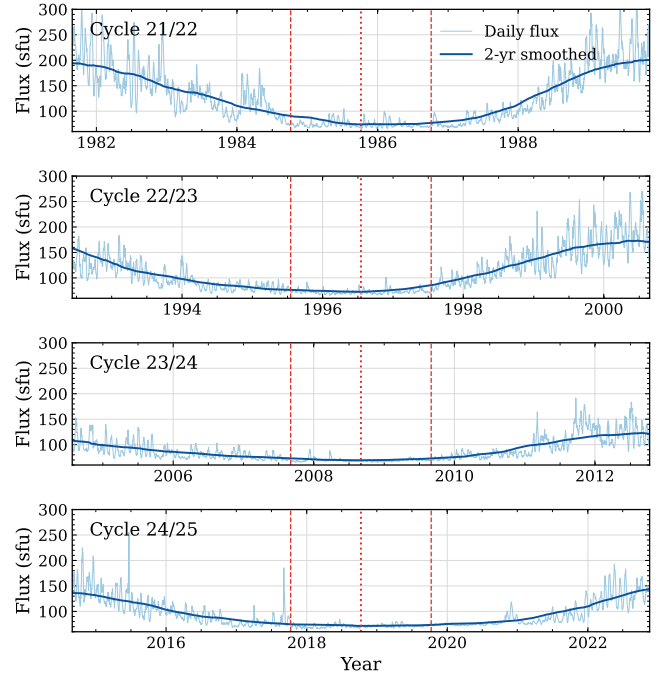 Cycle 21/22
Daily flux
2-yr smoothed
Flux (sfu)
300
250
200
150
100
1982 1984 1986 1988
Cycle 22/23
Flux (sfu)
300
250
200
150
100
1994 1996 1998 2000
Cycle 23/24
Flux (sfu)
300
250
200
150
100
2006 2008 2010 2012
Cycle 24/25
Flux (sfu)
300
250
200
150
100
2016 2018 2020 2022
Year